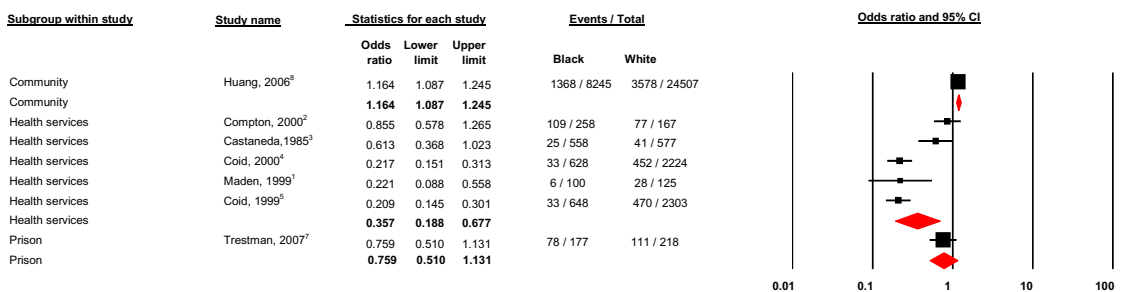 Subgroup within study Study name Statistics for each study Events / Total Odds ratio and 95% CI
Odds ratio Lower limit Upper limit Black White
Community Huang, 2006⁸ 1.164 1.087 1.245 1368 / 8245 3578 / 24507
Community 1.164 1.087 1.245
Health services Compton, 2000² 0.855 0.578 1.265 109 / 258 77 / 167
Health services Castaneda,1985³ 0.613 0.368 1.023 25 / 558 41 / 577
Health services Coid, 2000⁴ 0.217 0.151 0.313 33 / 628 452 / 2224
Health services Maden, 1999¹ 0.221 0.088 0.558 6 / 100 28 / 125
Health services Coid, 1999⁵ 0.209 0.145 0.301 33 / 648 470 / 2303
Health services 0.357 0.188 0.677
Prison Trestman, 2007⁷ 0.759 0.510 1.131 78 / 177 111 / 218
Prison 0.759 0.510 1.131
0.01 0.1 1 10 100